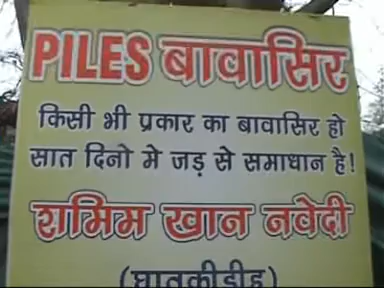 PILES बावासिर
किसी भी प्रकार का बावासिर हो
सात दिनो मे जड़ से समाधान है!
शमिम खान नवेदी
(घातकीडीह)